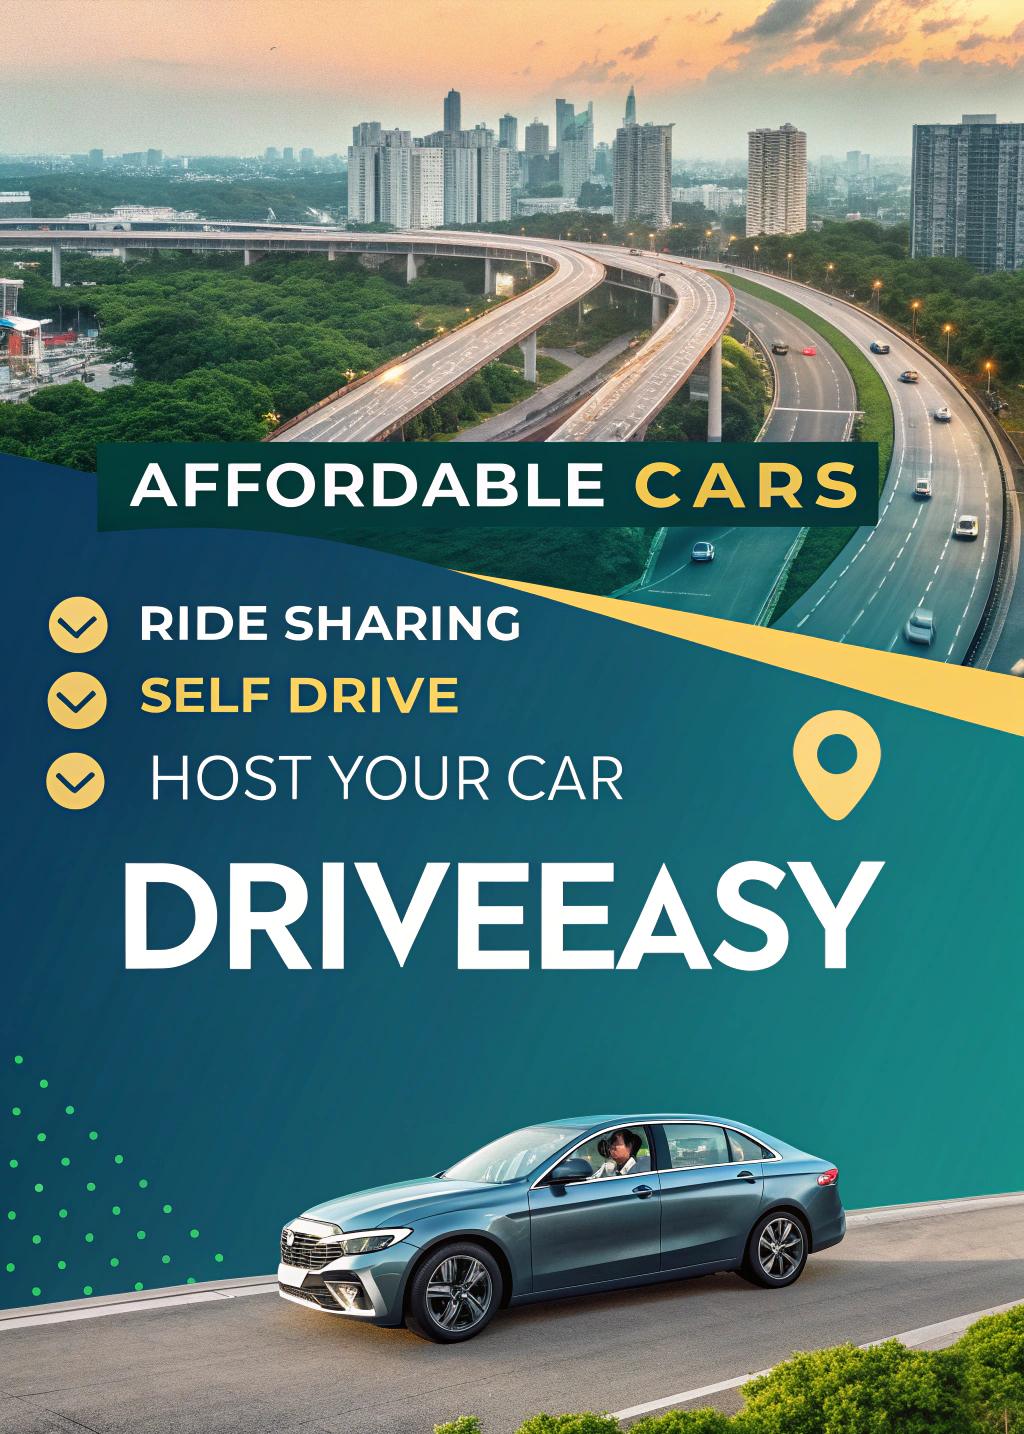 AFFORDABLE CARS
RIDE SHARING
SELF DRIVE
HOST YOUR CAR
DRIVEEASY